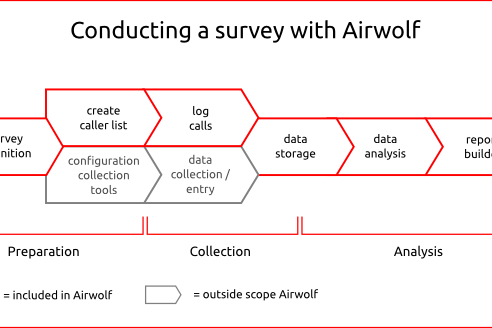 Conducting a survey with Airwolf
create
caller list
log
calls
rvey
nition
data
storage
data
analysis
repo
build
configuration
collection
tools
data
collection /
entry
Preparation
Collection
Analysis
= included in Airwolf
= outside scope Airwolf